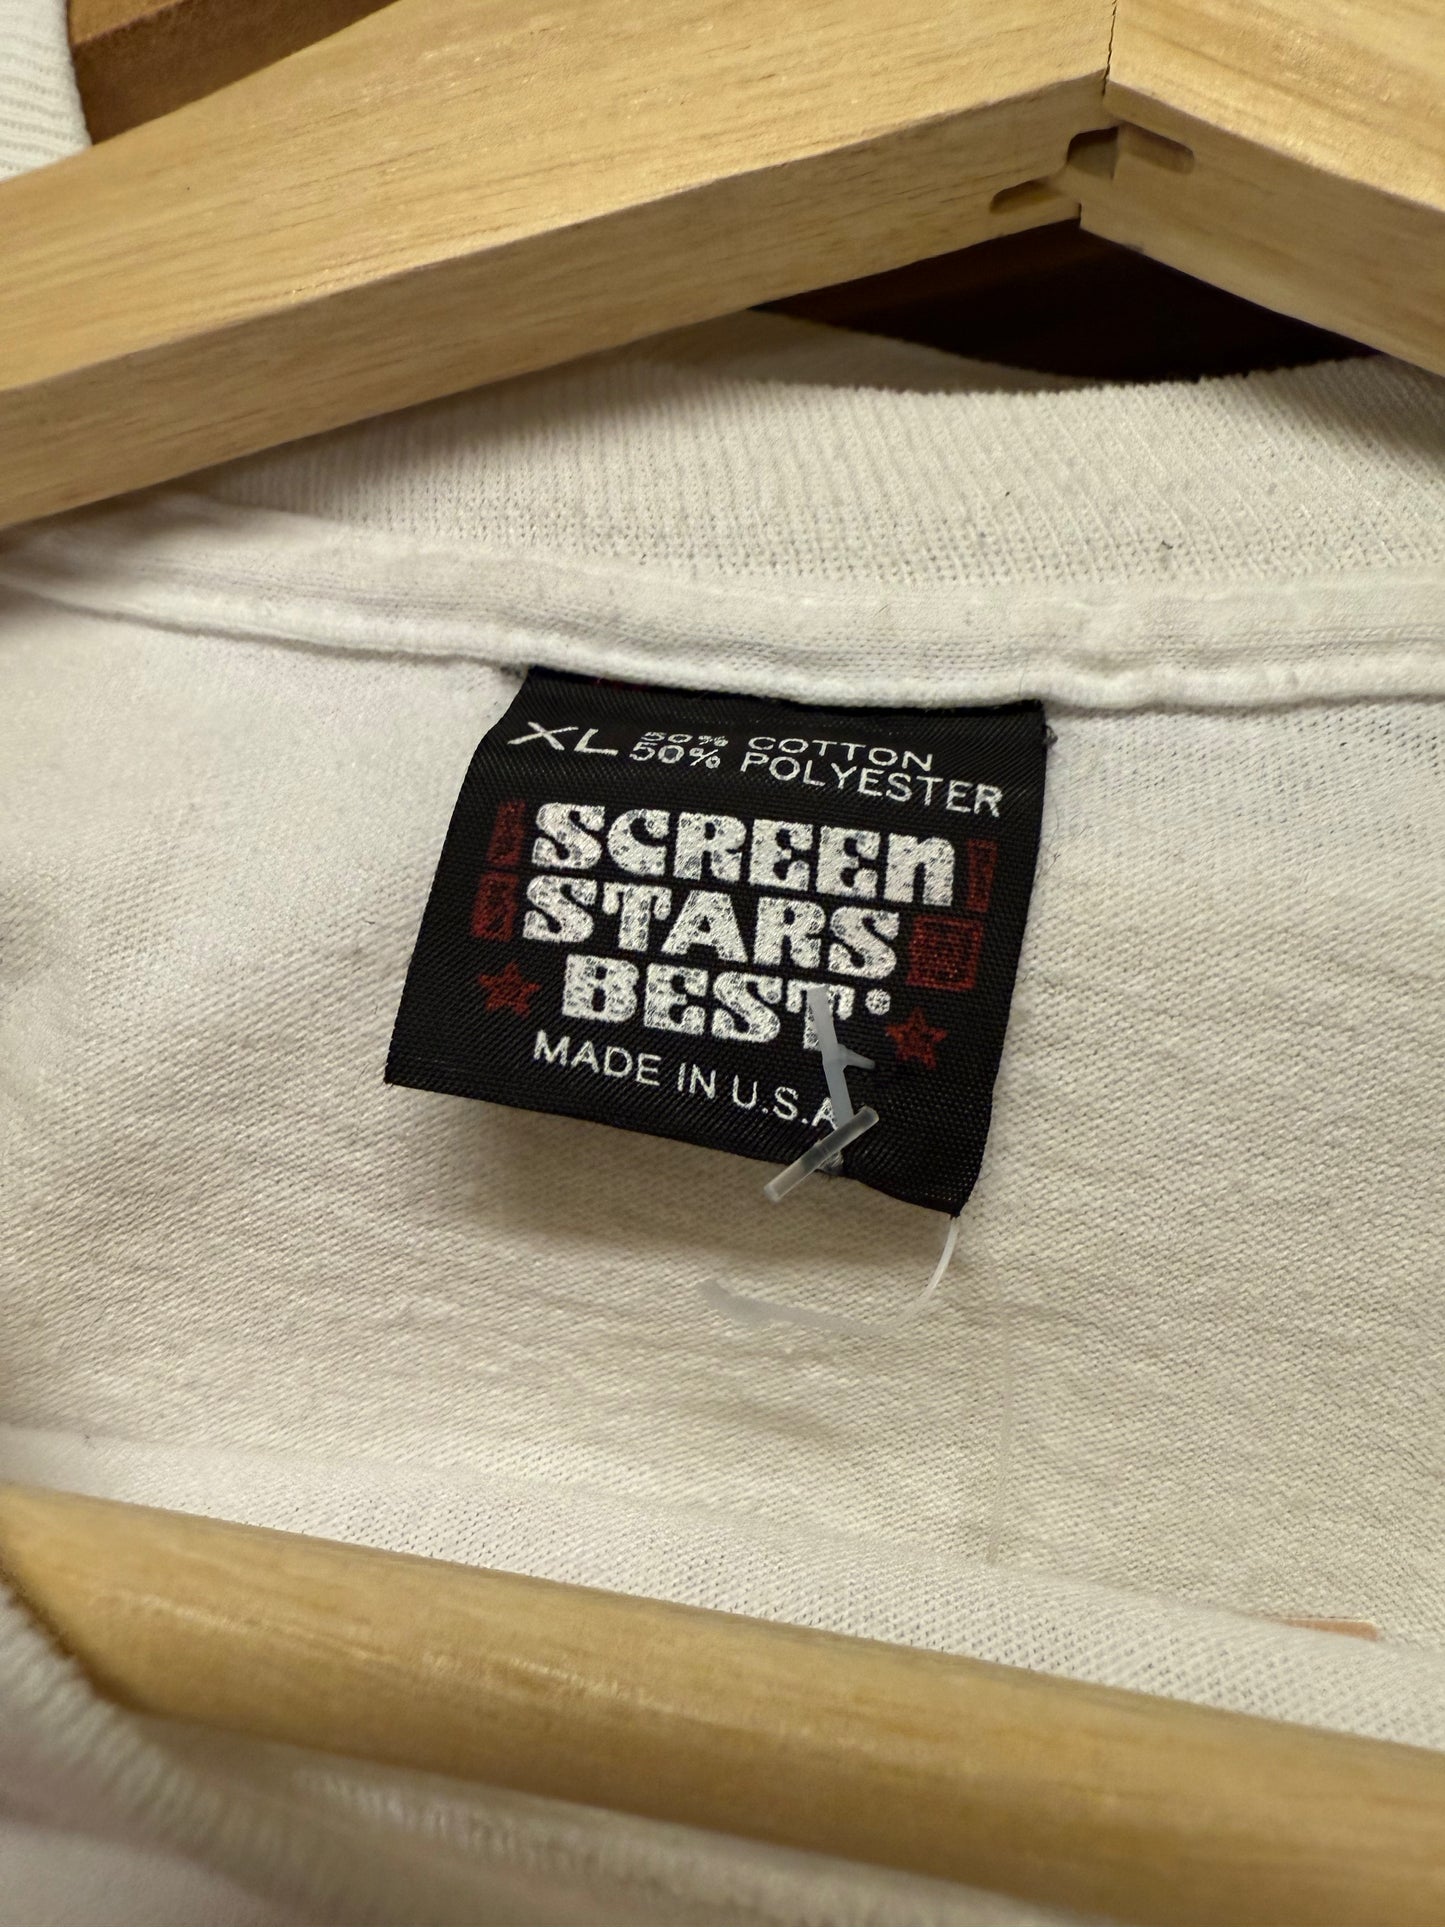 XL 50% COTTON
50% POLYESTER
SCREEN
STARS
BEST®
MADE IN U.S.A